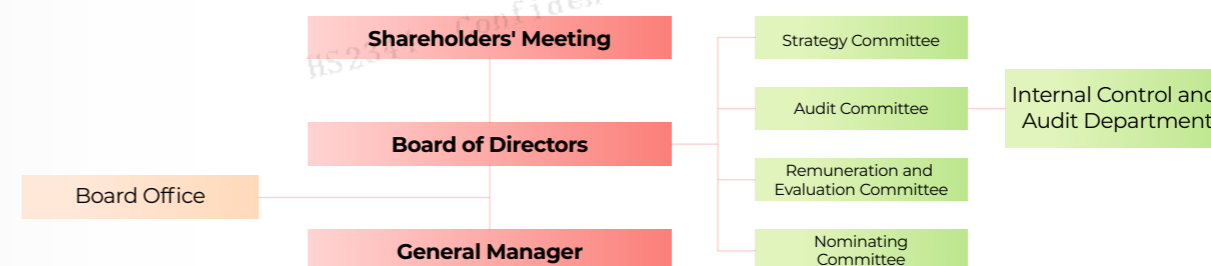 Shareholders' Meeting
Strategy Committee
Audit Committee
Internal Control and
Audit Department
Board of Directors
Remuneration and
Evaluation Committee
Board Office
General Manager
Nominating
Committee